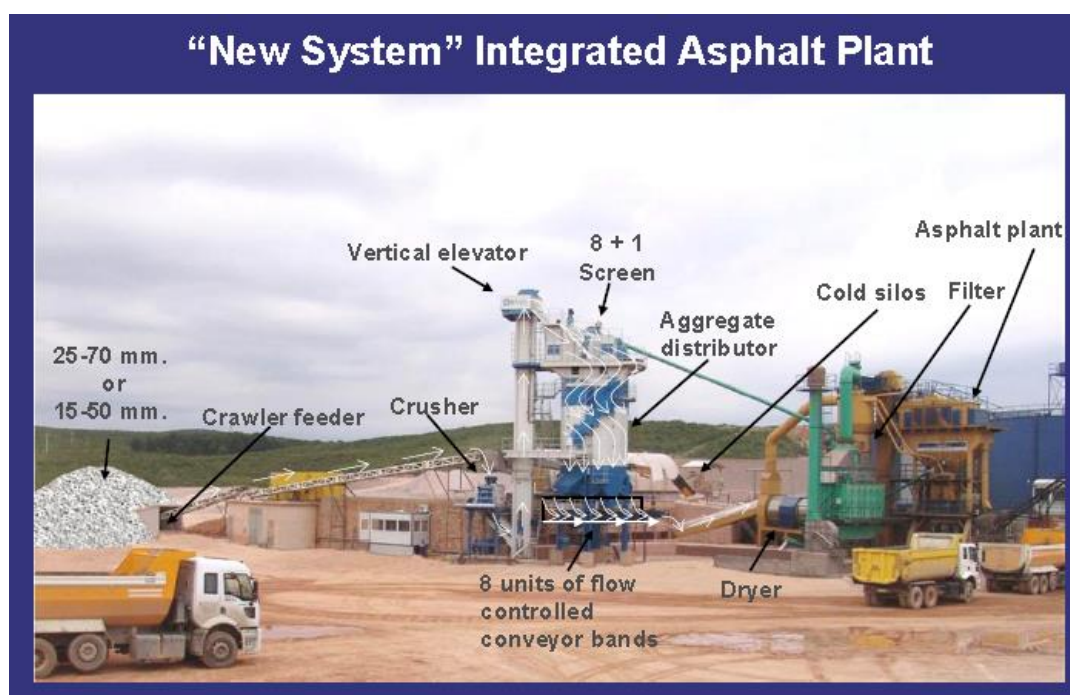 “New System” Integrated Asphalt Plant
Asphalt plant
8 + 1
Screen
Vertical elevator
Cold silos
Filter
Aggregate
distributor
25-70 mm.
or
15-50 mm.
Crawler feeder
Crusher
8 units of flow
controlled
conveyor bands
Dryer